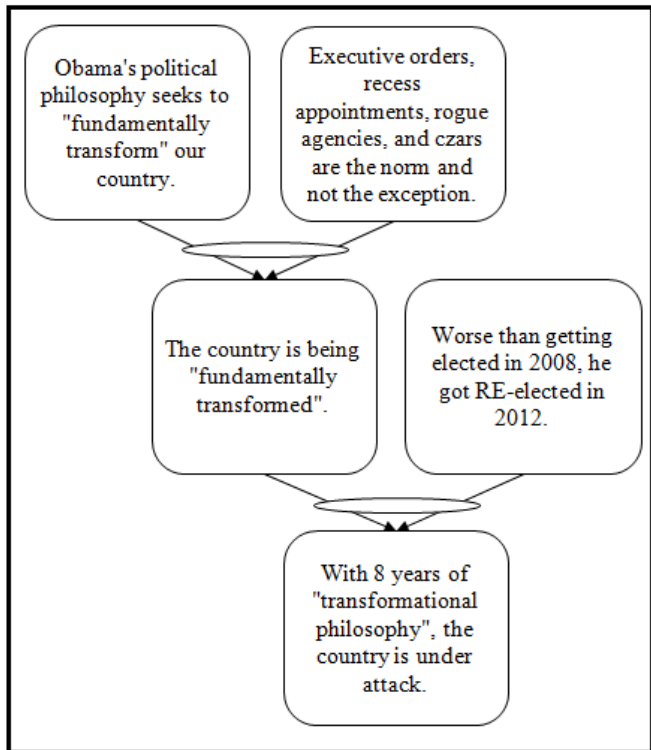 Obama's political
philosophy seeks to
"fundamentally
transform" our
country.
Executive orders,
recess
appointments, rogue
agencies, and czars
are the norm and
not the exception.
The country is being
"fundamentally
transformed".
Worse than getting
elected in 2008, he
got RE-elected in
2012.
With 8 years of
"transformational
philosophy", the
country is under
attack.